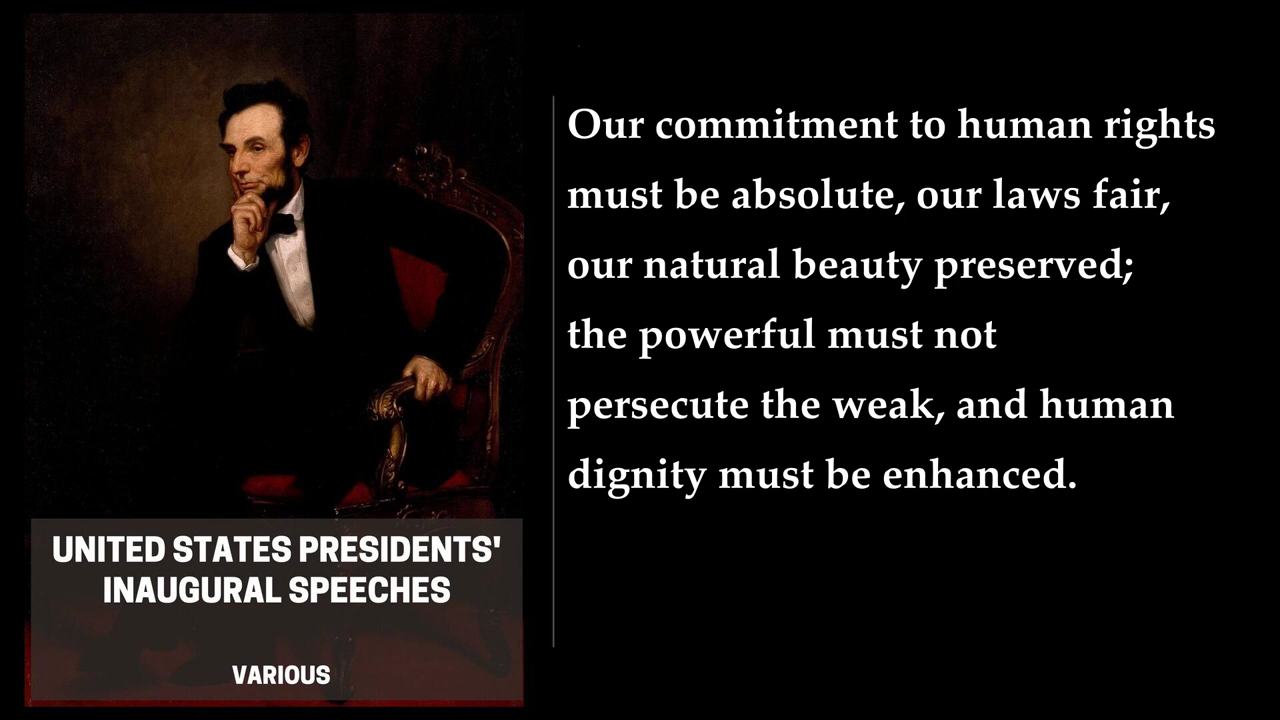 Our commitment to human rights
must be absolute, our laws fair,
our natural beauty preserved;
the powerful must not
persecute the weak, and human
dignity must be enhanced.
UNITED STATES PRESIDENTS'
INAUGURAL SPEECHES
VARIOUS